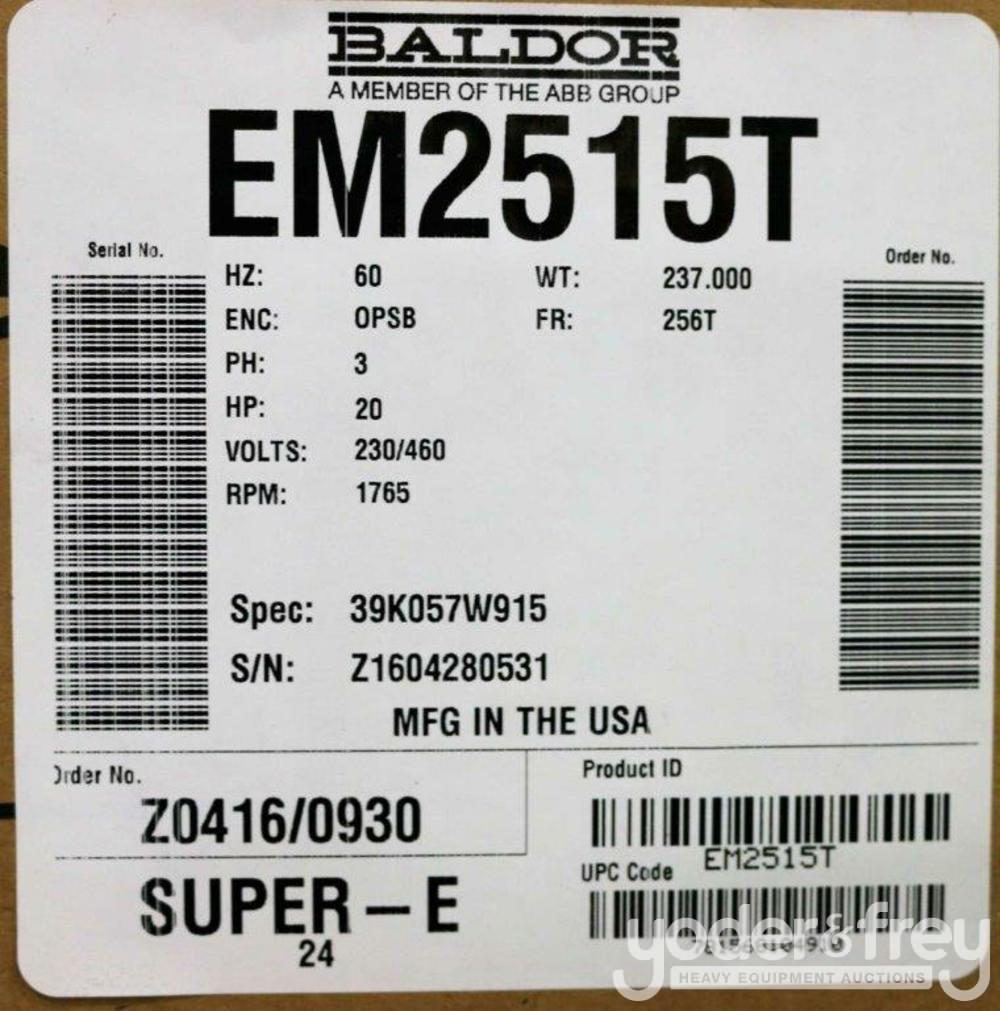 BALDOR
A MEMBER OF THE ABB GROUP
EM2515T
Serial No.
Order No.
HZ: 60 WT: 237.000
ENC: OPSB FR: 256T
PH: 3
HP: 20
VOLTS: 230/460
RPM: 1765
Spec: 39K057W915
S/N: Z1604280531
MFG IN THE USA
Order No.
Z0416/0930
SUPER-E
24
Product ID
EM2515T
UPC Code
yoder&frey
HEAVY EQUIPMENT AUCTIONS